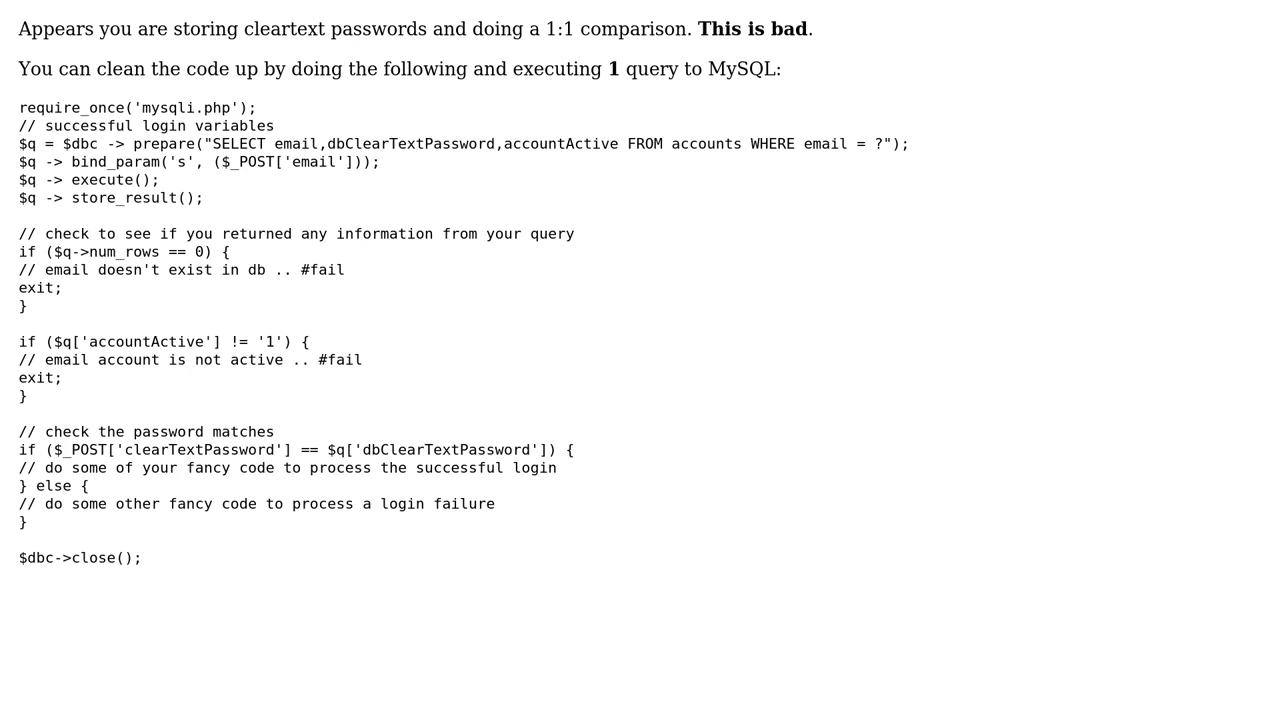 Appears you are storing cleartext passwords and doing a 1:1 comparison. This is bad.
You can clean the code up by doing the following and executing 1 query to MySQL:
require_once('mysqli.php');
// successful login variables
$q = $dbc -> prepare("SELECT email,dbClearTextPassword,accountActive FROM accounts WHERE email = ?");
$q -> bind_param('s', ($_POST['email']));
$q -> execute();
$q -> store_result();
// check to see if you returned any information from your query
if ($q->num_rows == 0) {
// email doesn't exist in db .. #fail
exit;
}
if ($q['accountActive'] != '1') {
// email account is not active .. #fail
exit;
}
// check the password matches
if ($_POST['clearTextPassword'] == $q['dbClearTextPassword']) {
// do some of your fancy code to process the successful login
} else {
// do some other fancy code to process a login failure
}
$dbc->close();